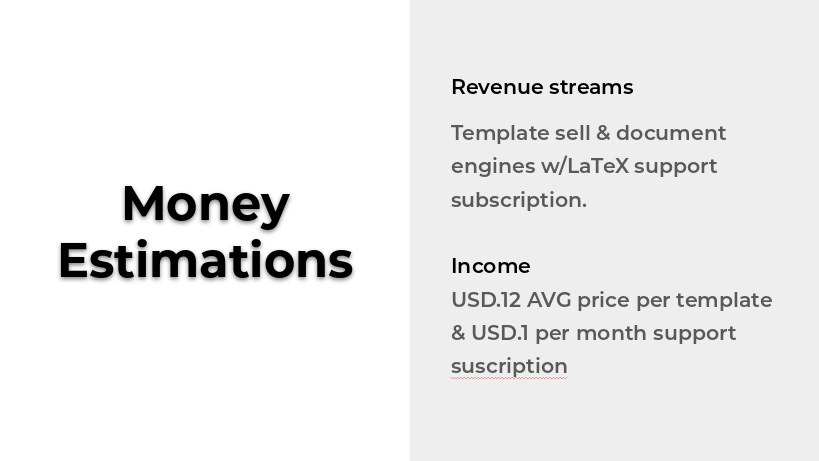 Money
Estimations
Revenue streams
Template sell & document
engines w/LaTeX support
subscription.
Income
USD.12 AVG price per template
& USD.1 per month support
suscription